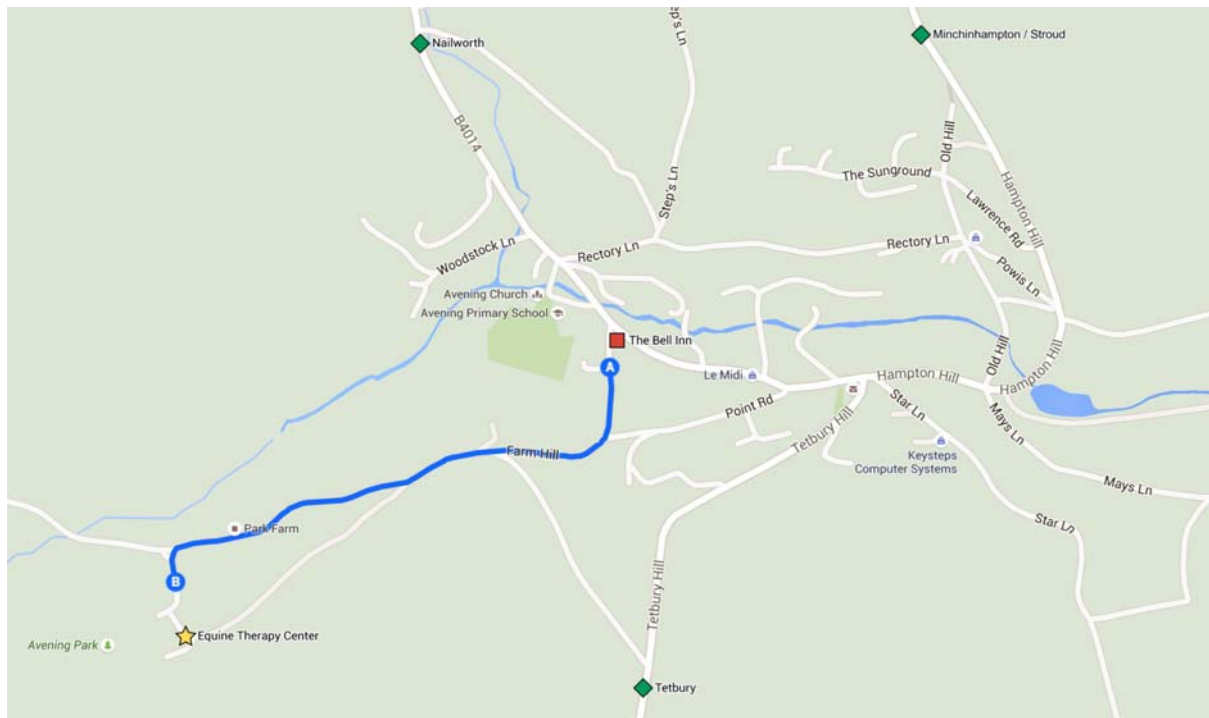 Nailworth
Minchinhampton / Stroud
Step's Ln
B4014
Old Hill
The Sunground
Hampton Hill
Step's Ln
Lawrence Rd
Woodstock Ln
Rectory Ln
Rectory Ln
Powis Ln
Avening Church
Avening Primary School
The Bell Inn
Old Hill
A
Le Midi
Hampton Hill
Hampton Hill
Point Rd
Star Ln
Mays Ln
Tetbury Hill
Farm Hill
Keysteps
Computer Systems
Mays Ln
Park Farm
Star Ln
B
Tetbury Hill
Equine Therapy Center
Avening Park
Tetbury